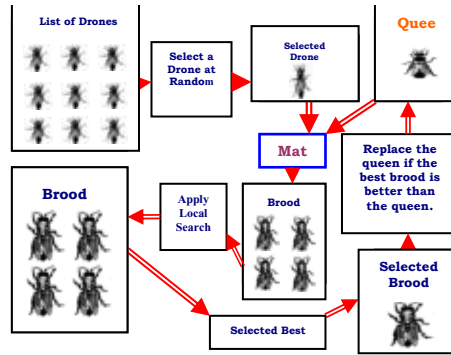 List of Drones
Select a
Drone at
Random
Selected
Drone
Quee
Mat
Replace the
queen if the
best brood is
better than
the queen.
Brood
Apply
Local
Search
Brood
Selected
Brood
Selected Best